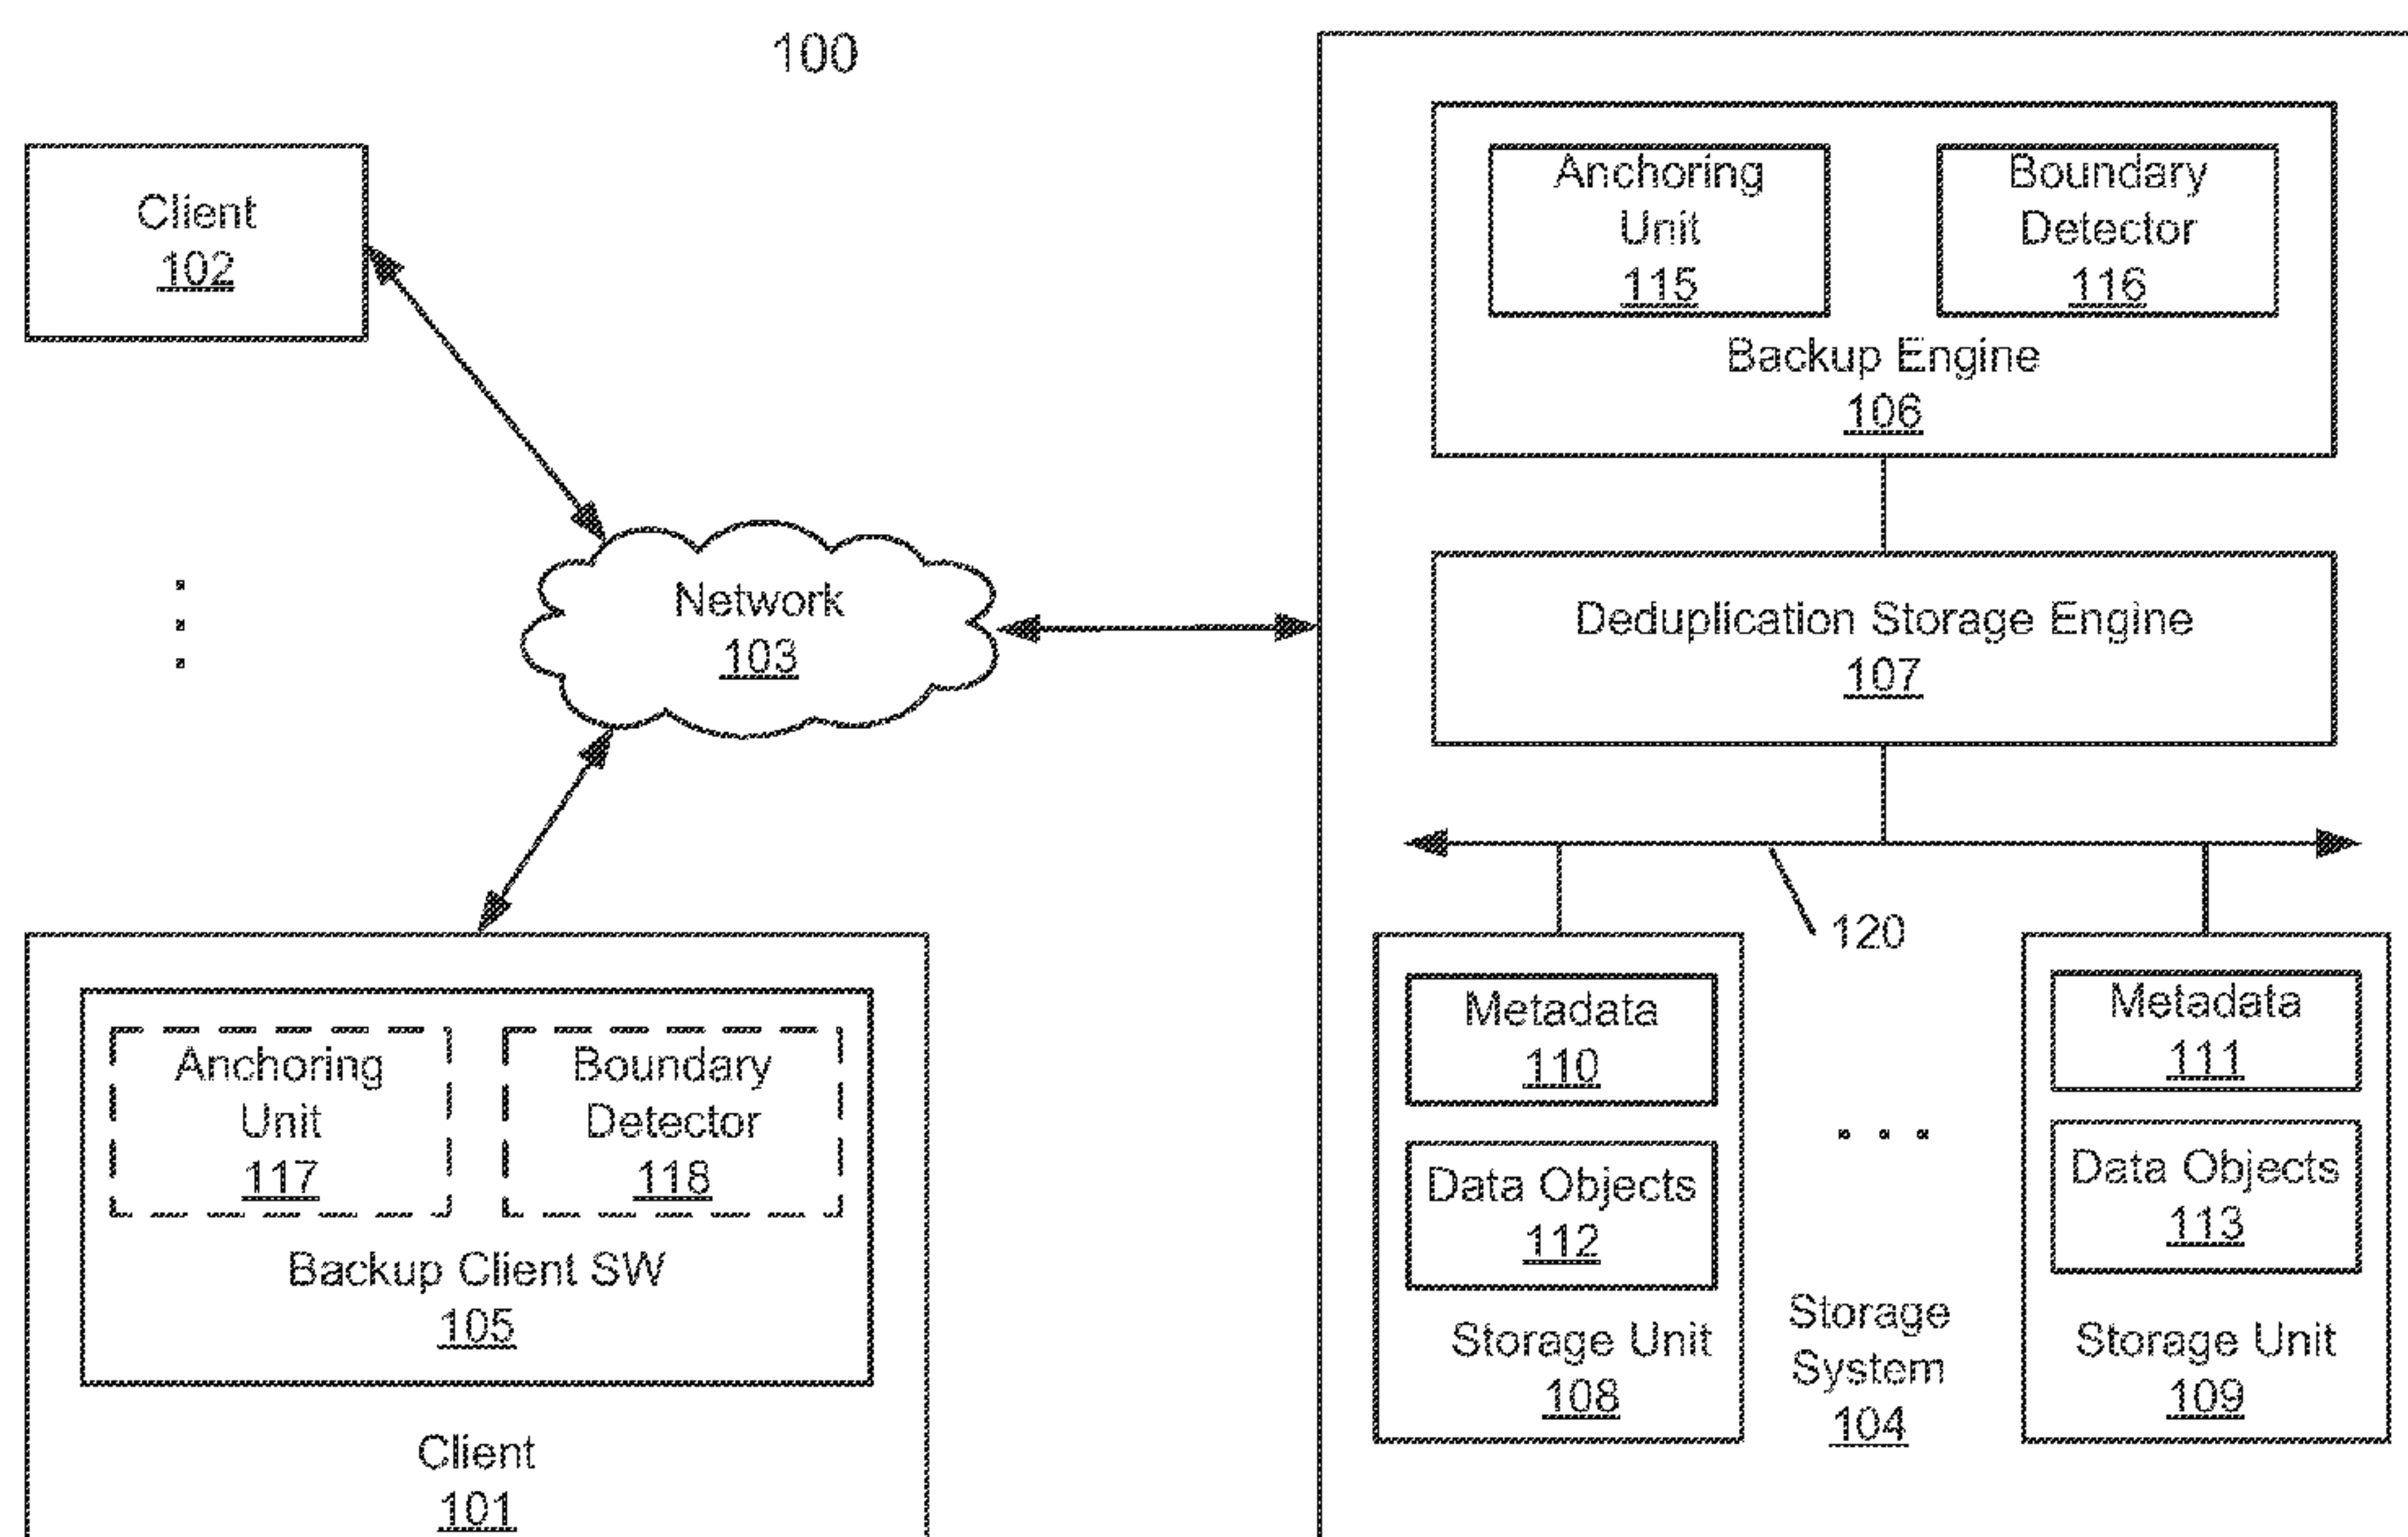 100
Client
102
Network
103
Anchoring
Unit
117
Boundary
Detector
118
Backup Client SW
105
Client
101
Anchoring
Unit
115
Boundary
Detector
116
Backup Engine
106
Deduplication Storage Engine
107
120
Metadata
110
Data Objects
112
Storage Unit
108
Storage
System
104
Metadata
111
Data Objects
113
Storage Unit
109